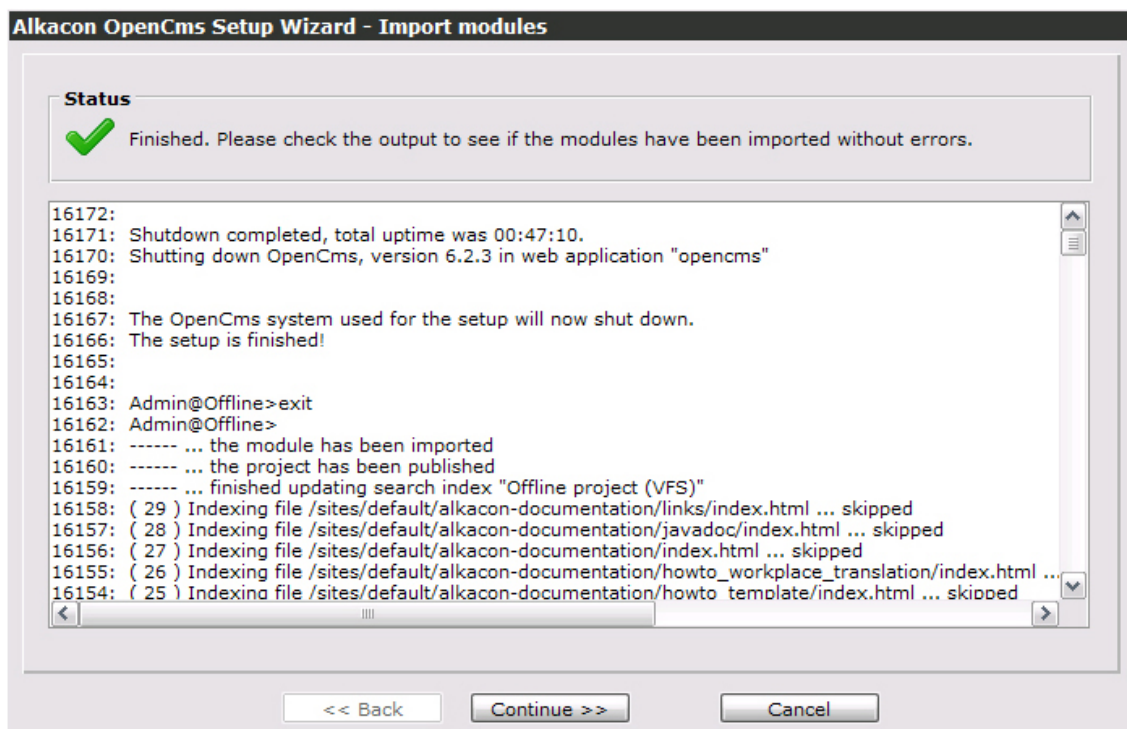 Alkacon OpenCms Setup Wizard - Import modules
Status
Finished. Please check the output to see if the modules have been imported without errors.
16172:
16171: Shutdown completed, total uptime was 00:47:10.
16170: Shutting down OpenCms, version 6.2.3 in web application "opencms"
16169:
16168:
16167: The OpenCms system used for the setup will now shut down.
16166: The setup is finished!
16165:
16164:
16163: Admin@Offline>exit
16162: Admin@Offline>
16161: ------ ... the module has been imported
16160: ------ ... the project has been published
16159: ------ ... finished updating search index "Offline project (VFS)"
16158: ( 29 ) Indexing file /sites/default/alkacon-documentation/links/index.html ... skipped
16157: ( 28 ) Indexing file /sites/default/alkacon-documentation/javadoc/index.html ... skipped
16156: ( 27 ) Indexing file /sites/default/alkacon-documentation/index.html ... skipped
16155: ( 26 ) Indexing file /sites/default/alkacon-documentation/howto_workplace_translation/index.html ...
16154: ( 25 ) Indexing file /sites/default/alkacon-documentation/howto_template/index.html ... skipped
<< Back
Continue >>
Cancel